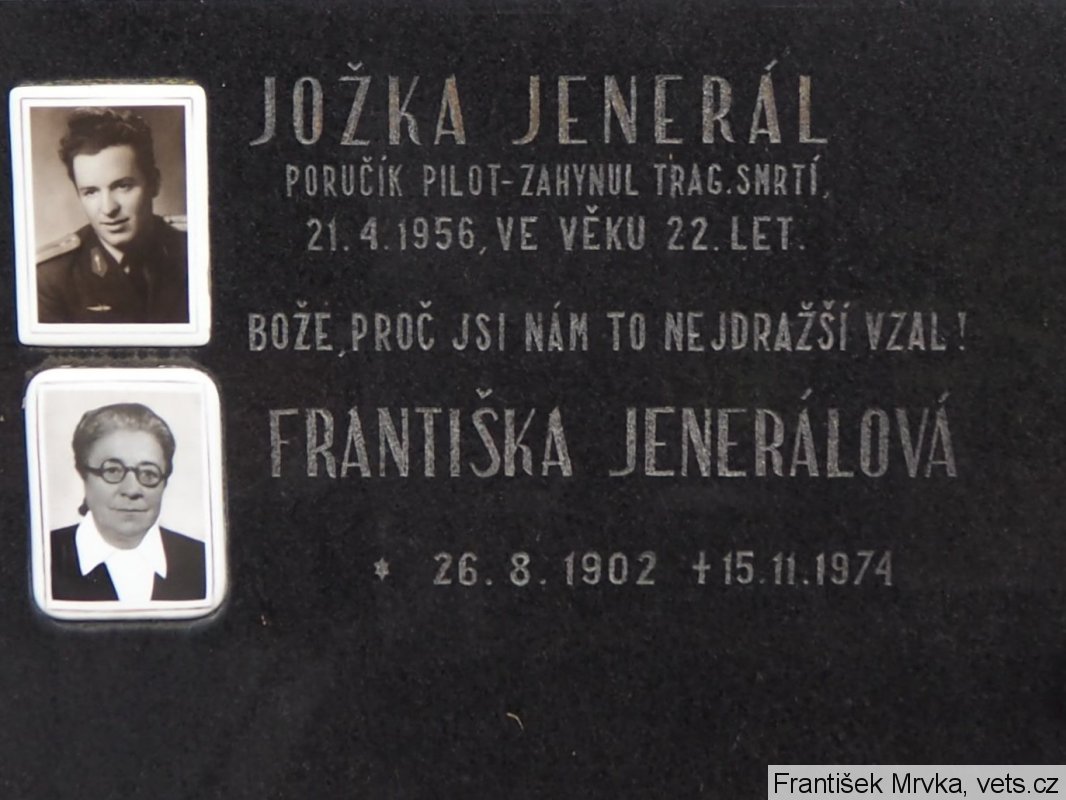 JOŽKA JENERÁL
PORUČÍK PILOT-ZAHYNUL TRAG.SMRTÍ,
21.4.1956, VE VĚKU 22.LET.
BOŽE, PROČ JSI NÁM TO NEJDRAŽŠÍ VZAL!
FRANTIŠKA JENERÁLOVÁ
* 26.8.1902 +15.11.1974
František Mrvka, vets.cz